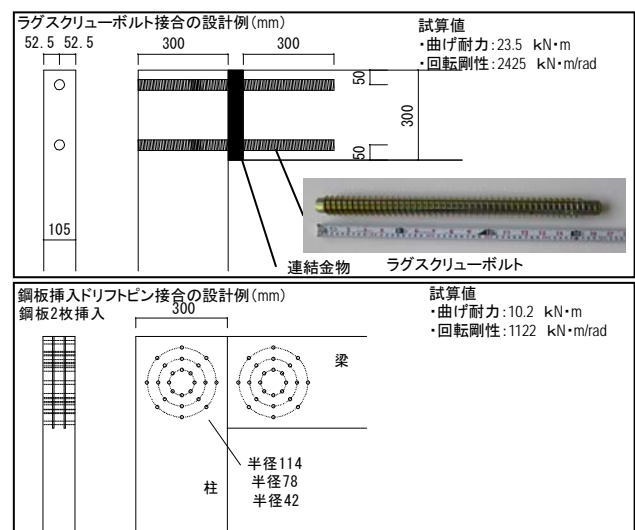 ラグスクリューボルト接合の設計例(mm)
52.5 52.5
300
300
試算値
・曲げ耐力:23.5 kN・m
・回転剛性:2425 kN・m/rad
50
300
50
105
連結金物
ラグスクリューボルト
鋼板挿入ドリフトピン接合の設計例(mm)
鋼板2枚挿入
300
試算値
・曲げ耐力:10.2 kN・m
・回転剛性:1122 kN・m/rad
梁
半径114
半径78
半径42
柱